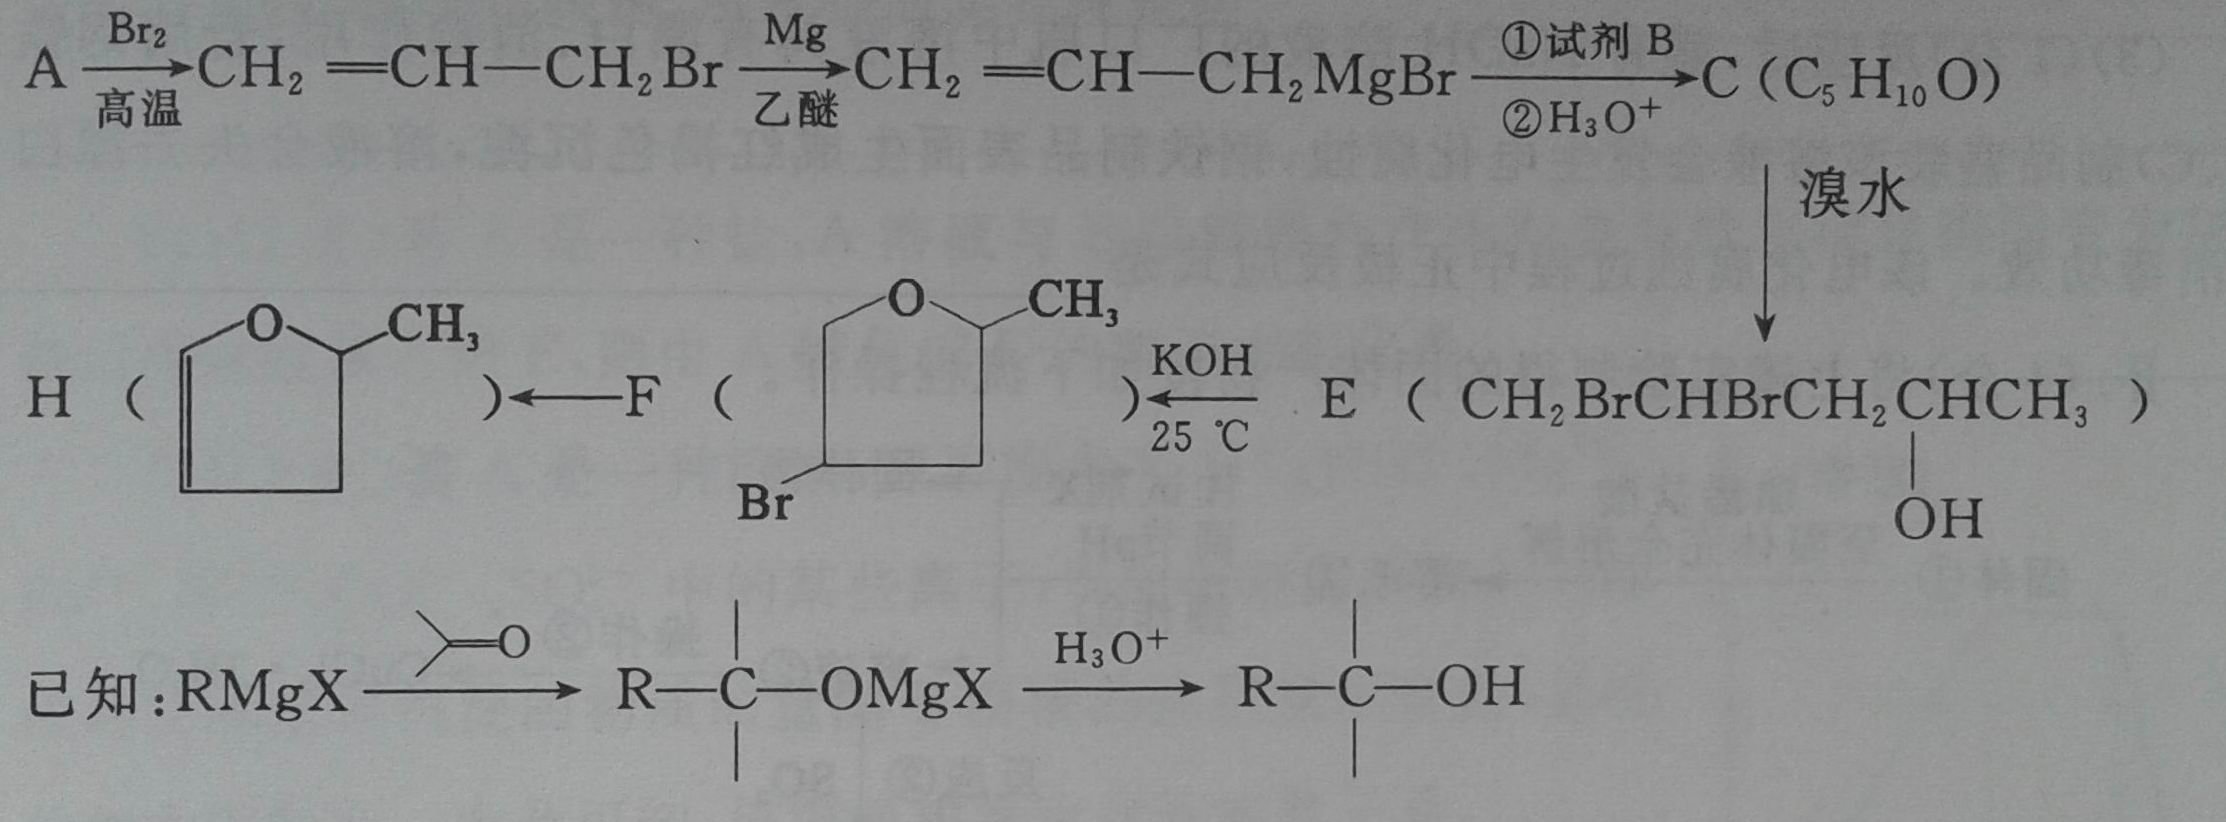 A Br₂ 高温 CH₂=CH—CH₂Br Mg 乙醚 CH₂=CH—CH₂MgBr ①试剂 B ②H₃O⁺ C (C₅H₁₀O)
溴水
H ( O CH₃ ) F ( O CH₃ Br ) KOH 25 ℃ E ( CH₂BrCHBrCH₂CHCH₃ )
OH
已知:RMgX =O R—C—OMgX H₃O⁺ R—C—OH